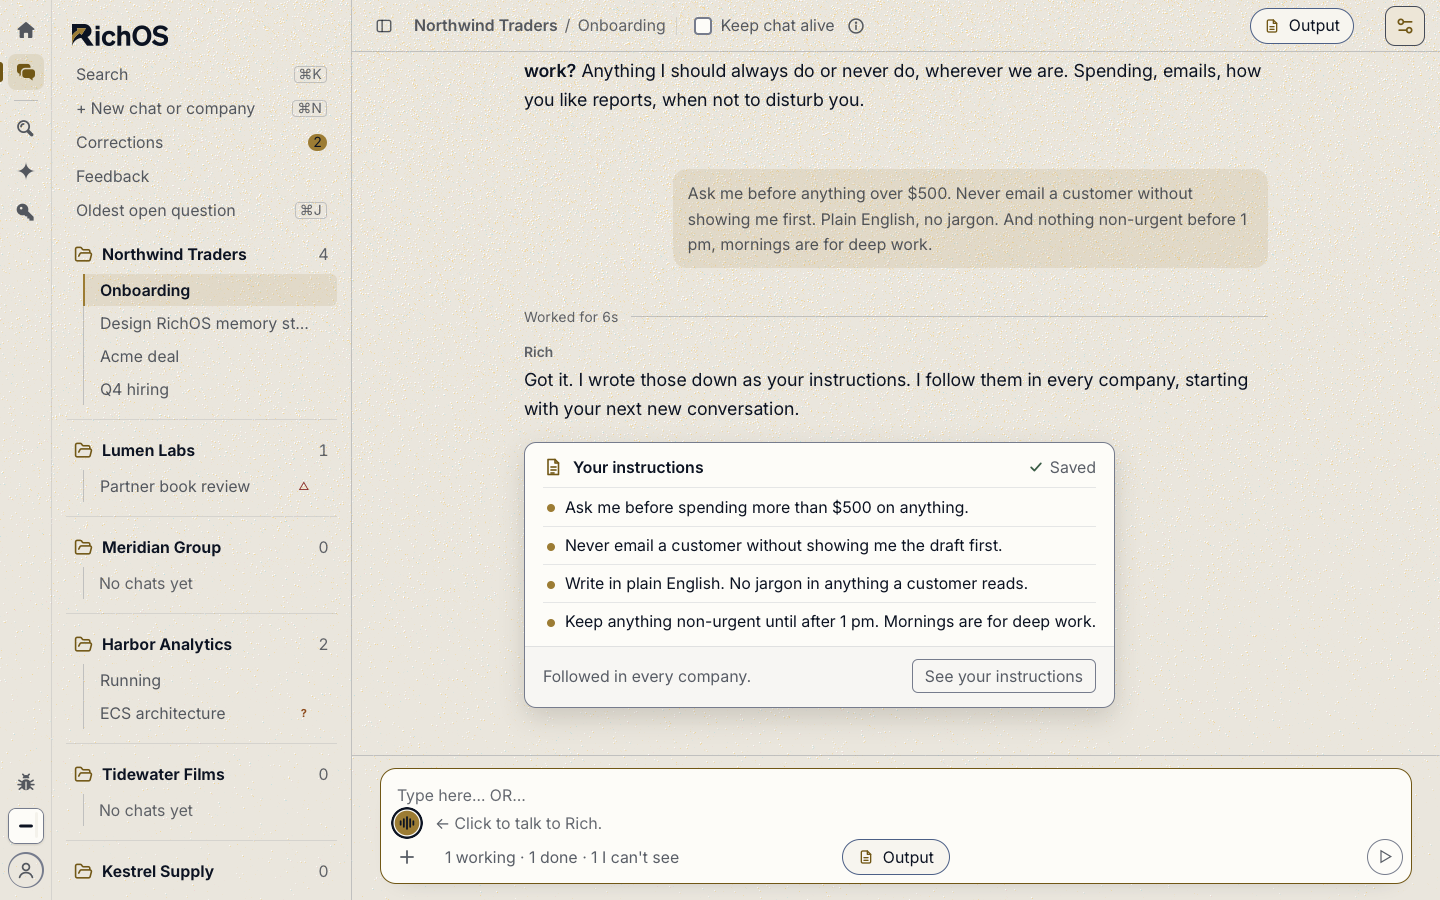 RichOS
Search ⌘K
+ New chat or company ⌘N
Corrections 2
Feedback
Oldest open question ⌘J
Northwind Traders 4
Onboarding
Design RichOS memory st...
Acme deal
Q4 hiring
Lumen Labs 1
Partner book review
Meridian Group 0
No chats yet
Harbor Analytics 2
Running
ECS architecture ?
Tidewater Films 0
No chats yet
Kestrel Supply 0
Northwind Traders / Onboarding Keep chat alive Output
work? Anything I should always do or never do, wherever we are. Spending, emails, how
you like reports, when not to disturb you.
Ask me before anything over $500. Never email a customer without
showing me first. Plain English, no jargon. And nothing non-urgent before 1
pm, mornings are for deep work.
Worked for 6s
Rich
Got it. I wrote those down as your instructions. I follow them in every company, starting
with your next new conversation.
Your instructions Saved
Ask me before spending more than $500 on anything.
Never email a customer without showing me the draft first.
Write in plain English. No jargon in anything a customer reads.
Keep anything non-urgent until after 1 pm. Mornings are for deep work.
Followed in every company. See your instructions
Type here... OR...
← Click to talk to Rich.
1 working · 1 done · 1 I can't see Output